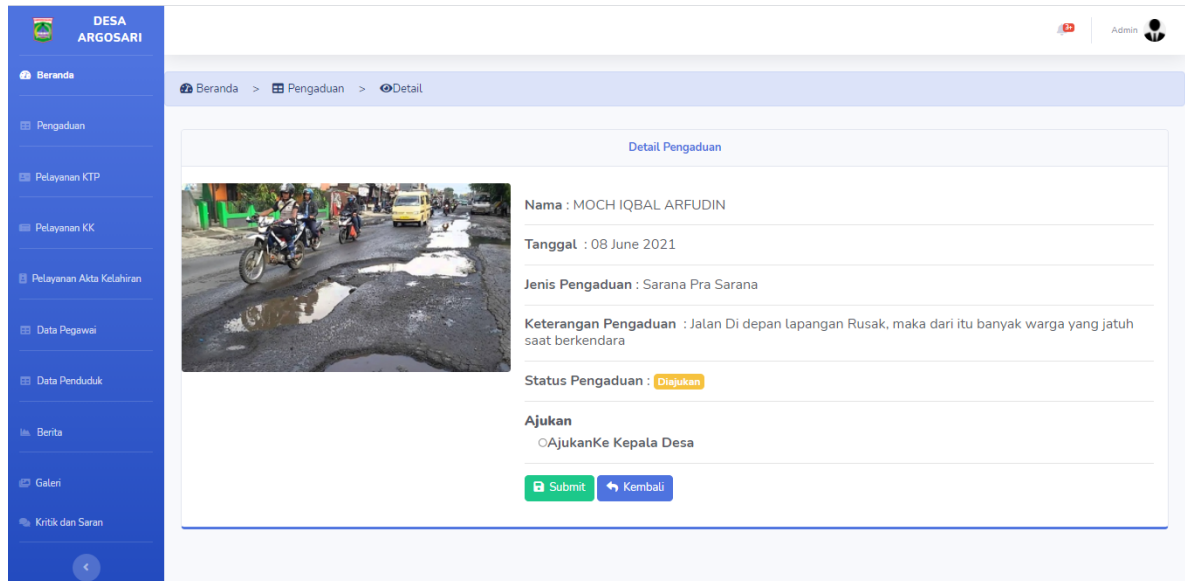 DESA
ARGOSARI
3+
Admin
Beranda
Pengaduan
Pelayanan KTP
Pelayanan KK
Pelayanan Akta Kelahiran
Data Pegawai
Data Penduduk
Berita
Galeri
Kritik dan Saran
Beranda > Pengaduan > Detail
Detail Pengaduan
Nama : MOCH IQBAL ARFUDIN
Tanggal : 08 June 2021
Jenis Pengaduan : Sarana Pra Sarana
Keterangan Pengaduan : Jalan Di depan lapangan Rusak, maka dari itu banyak warga yang jatuh
saat berkendara
Status Pengaduan : Diajukan
Ajukan
AjukanKe Kepala Desa
Submit Kembali